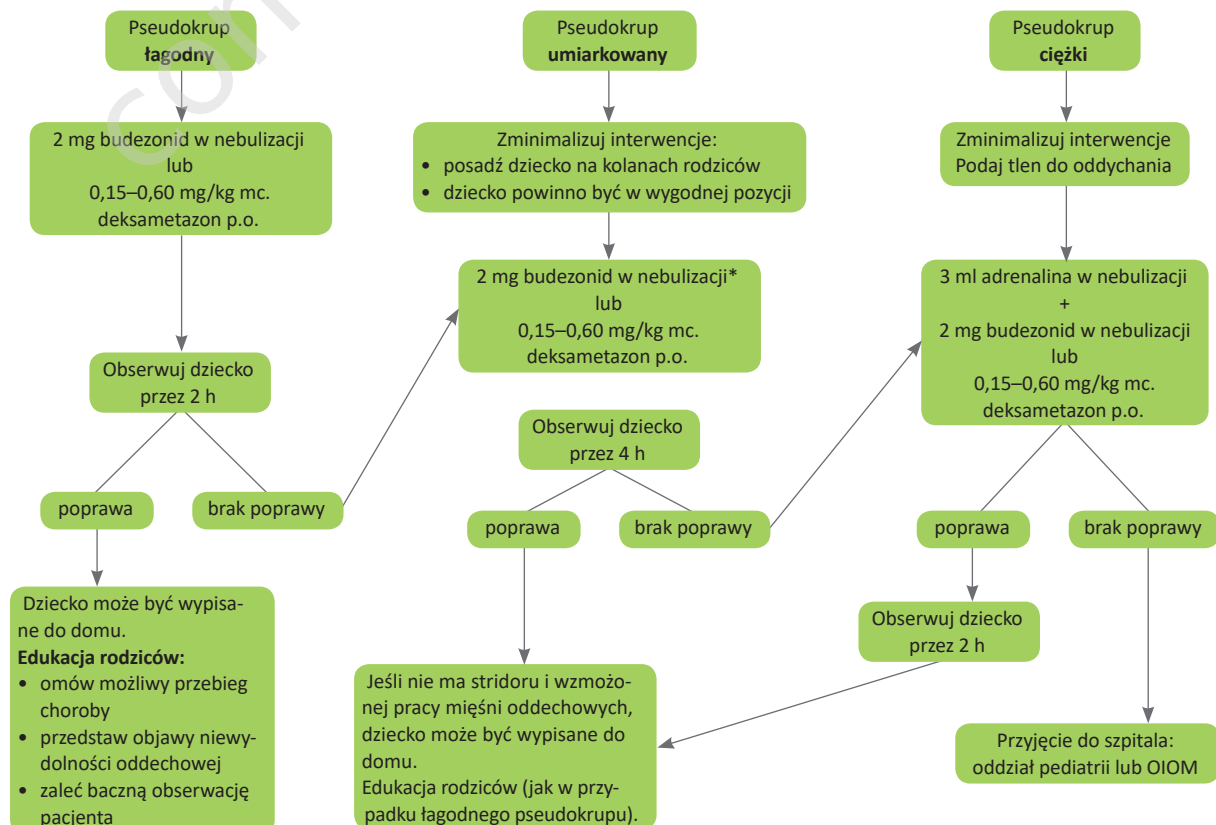 Pseudokrup
łagodny
2 mg budezonid w nebulizacji
lub
0,15–0,60 mg/kg mc.
deksametazon p.o.
Obserwuj dziecko
przez 2 h
poprawa
brak poprawy
Dziecko może być wypisa-
ne do domu.
Edukacja rodziców:
• omów możliwy przebieg
choroby
• przedstaw objawy niewy-
dolności oddechowej
• zaleć baczną obserwację
pacjenta
Pseudokrup
umiarkowany
Zminimalizuj interwencje:
• posadź dziecko na kolanach rodziców
• dziecko powinno być w wygodnej pozycji
2 mg budezonid w nebulizacji*
lub
0,15–0,60 mg/kg mc.
deksametazon p.o.
Obserwuj dziecko
przez 4 h
poprawa
brak poprawy
Jeśli nie ma stridoru i wzmożo-
nej pracy mięśni oddechowych,
dziecko może być wypisane do
domu.
Edukacja rodziców (jak w przy-
padku łagodnego pseudokrupu).
Pseudokrup
ciężki
Zminimalizuj interwencje
Podaj tlen do oddychania
3 ml adrenalina w nebulizacji
+
2 mg budezonid w nebulizacji
lub
0,15–0,60 mg/kg mc.
deksametazon p.o.
poprawa
brak poprawy
Obserwuj dziecko
przez 2 h
Przyjęcie do szpitala:
oddział pediatrii lub OIOM